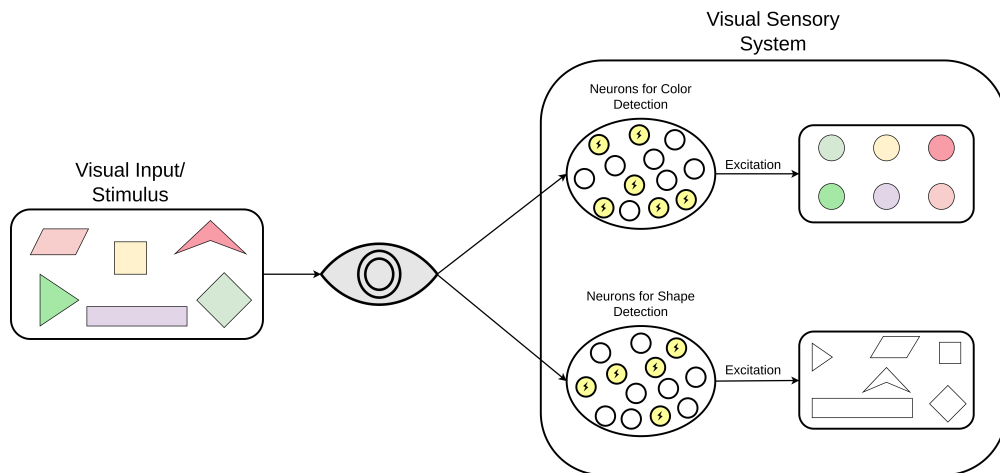 Visual Sensory
System
Neurons for Color
Detection
Excitation
Visual Input/
Stimulus
Neurons for Shape
Detection
Excitation